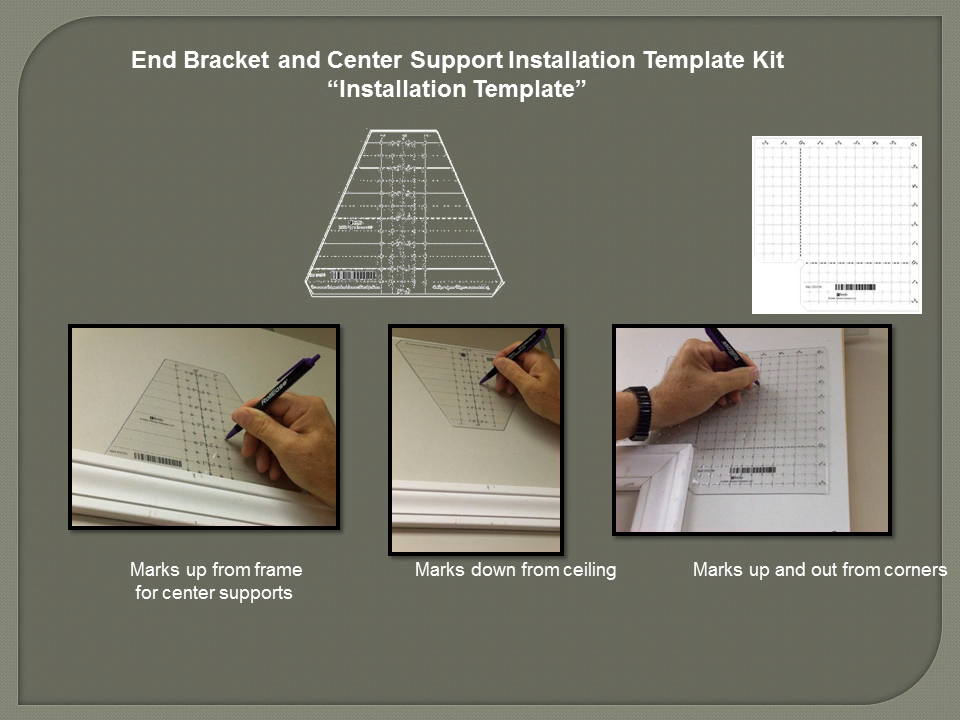 End Bracket and Center Support Installation Template Kit
“Installation Template”
Marks up from frame
for center supports
Marks down from ceiling
Marks up and out from corners